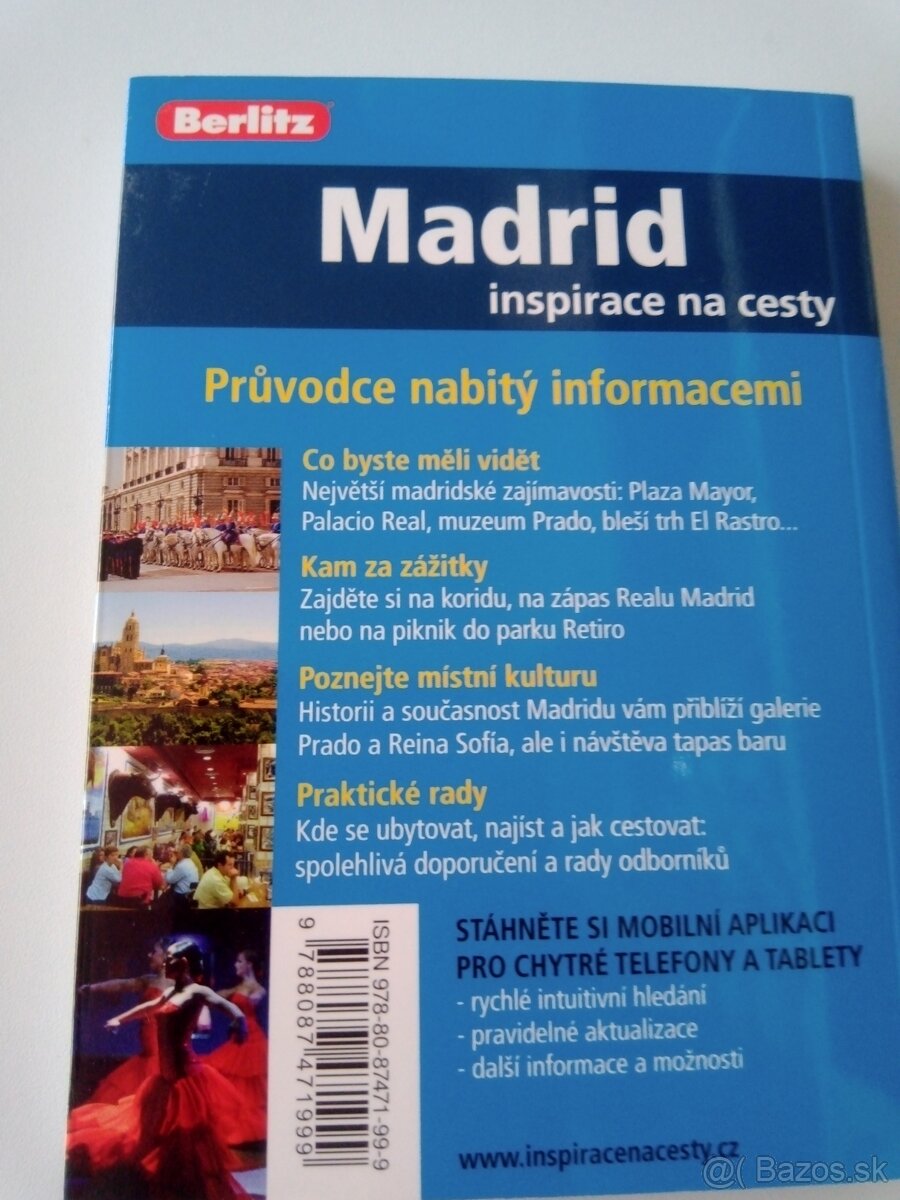 Berlitz®
Madrid
inspirace na cesty
Průvodce nabitý informacemi
Co byste měli vidět
Největší madridské zajímavosti: Plaza Mayor,
Palacio Real, muzeum Prado, bleší trh El Rastro...
Kam za zážitky
Zajděte si na koridu, na zápas Realu Madrid
nebo na piknik do parku Retiro
Poznejte místní kulturu
Historii a současnost Madridu vám přiblíží galerie
Prado a Reina Sofía, ale i návštěva tapas baru
Praktické rady
Kde se ubytovat, najíst a jak cestovat:
spolehlivá doporučení a rady odborníků
ISBN 978-80-87471-99-9
9 788087 471999
STÁHNĚTE SI MOBILNÍ APLIKACI
PRO CHYTRÉ TELEFONY A TABLETY
- rychlé intuitivní hledání
- pravidelné aktualizace
- další informace a možnosti
www.inspiracenacesty.cz
@( Bazos.sk